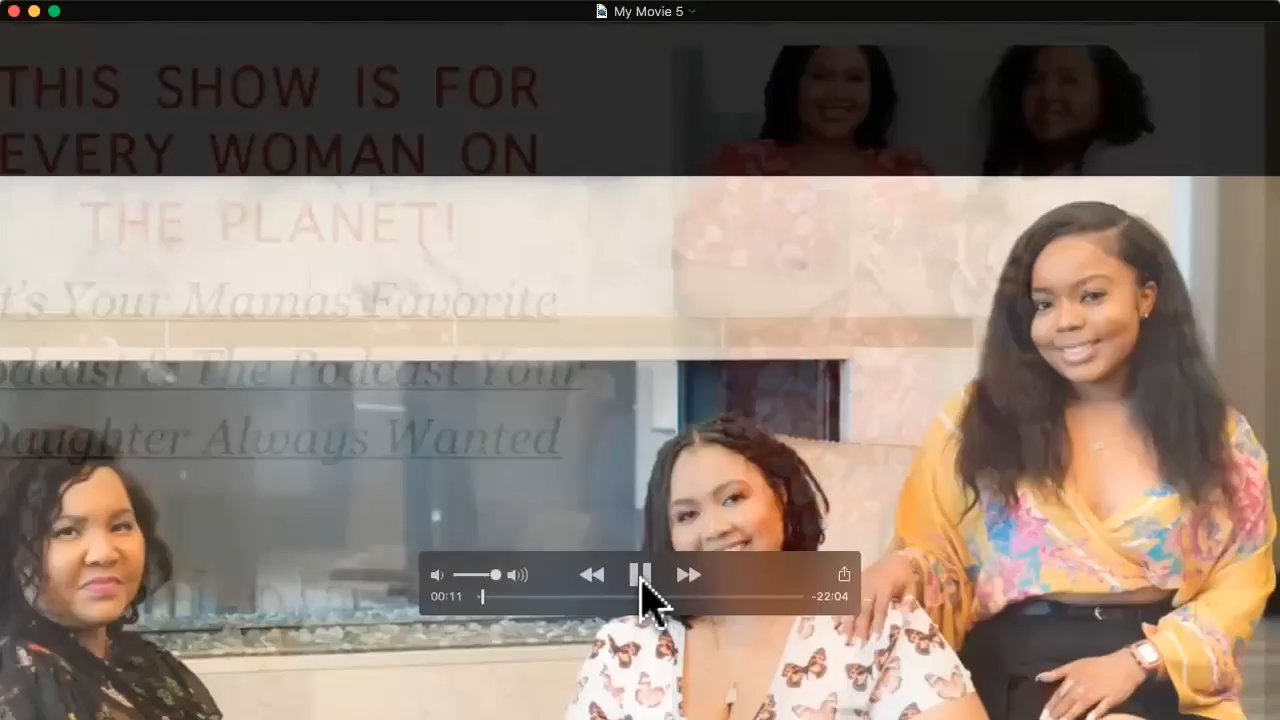 My Movie 5
THIS SHOW IS FOR
EVERY WOMAN ON
THE PLANET!
t's Your Mamas Favorite
odcast & The Podcast Your
Daughter Always Wanted
00:11
-22:04